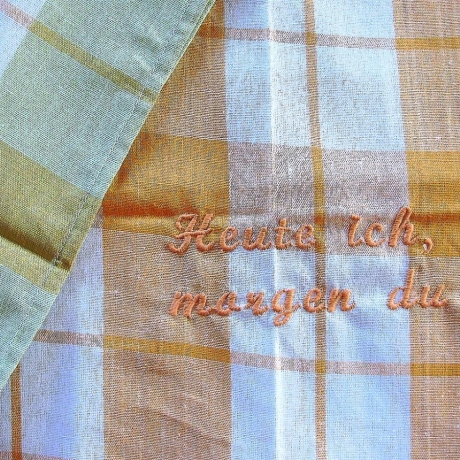 Heute ich,
morgen du